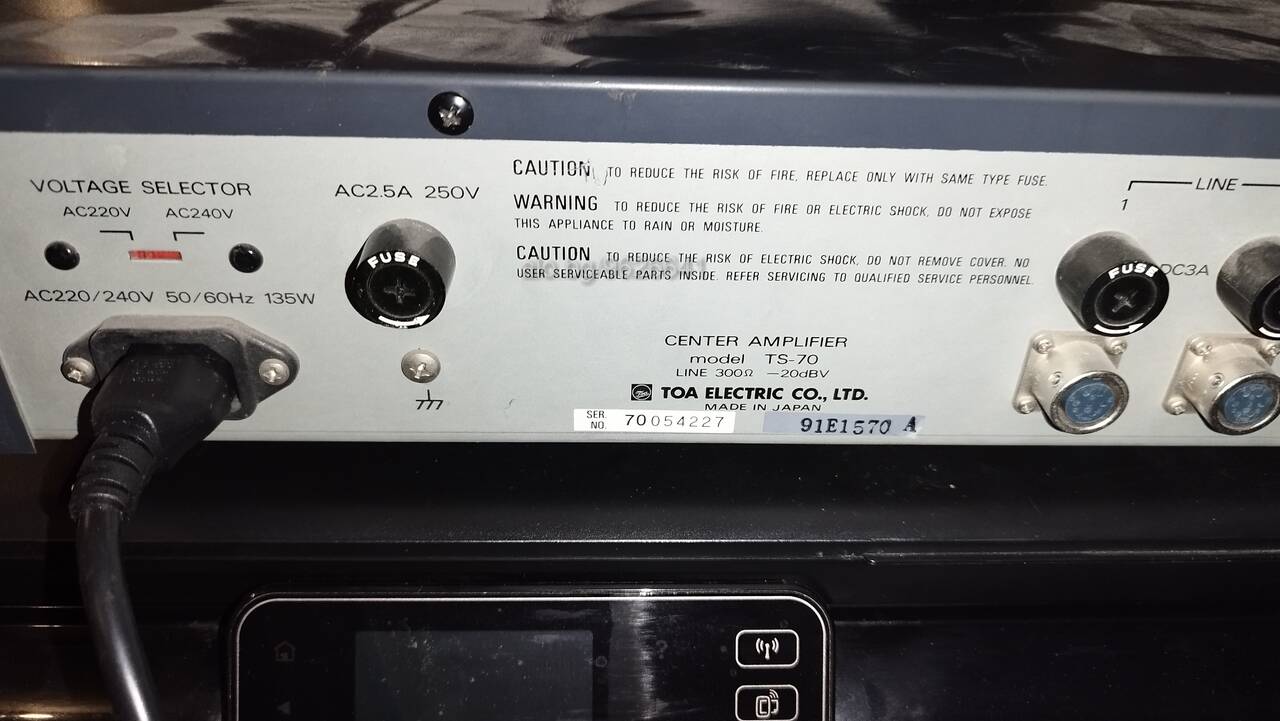 VOLTAGE SELECTOR
AC220V AC240V
AC220/240V 50/60Hz 135W
AC2.5A 250V
FUSE
CAUTION TO REDUCE THE RISK OF FIRE, REPLACE ONLY WITH SAME TYPE FUSE.
WARNING TO REDUCE THE RISK OF FIRE OR ELECTRIC SHOCK, DO NOT EXPOSE
THIS APPLIANCE TO RAIN OR MOISTURE.
CAUTION TO REDUCE THE RISK OF ELECTRIC SHOCK, DO NOT REMOVE COVER. NO
USER SERVICEABLE PARTS INSIDE. REFER SERVICING TO QUALIFIED SERVICE PERSONNEL.
CENTER AMPLIFIER
model TS-70
LINE 300Ω -20dBV
TOA ELECTRIC CO., LTD.
MADE IN JAPAN
SER.
NO. 70054227
91E1570 A
LINE
1
FUSE
DC3A
?